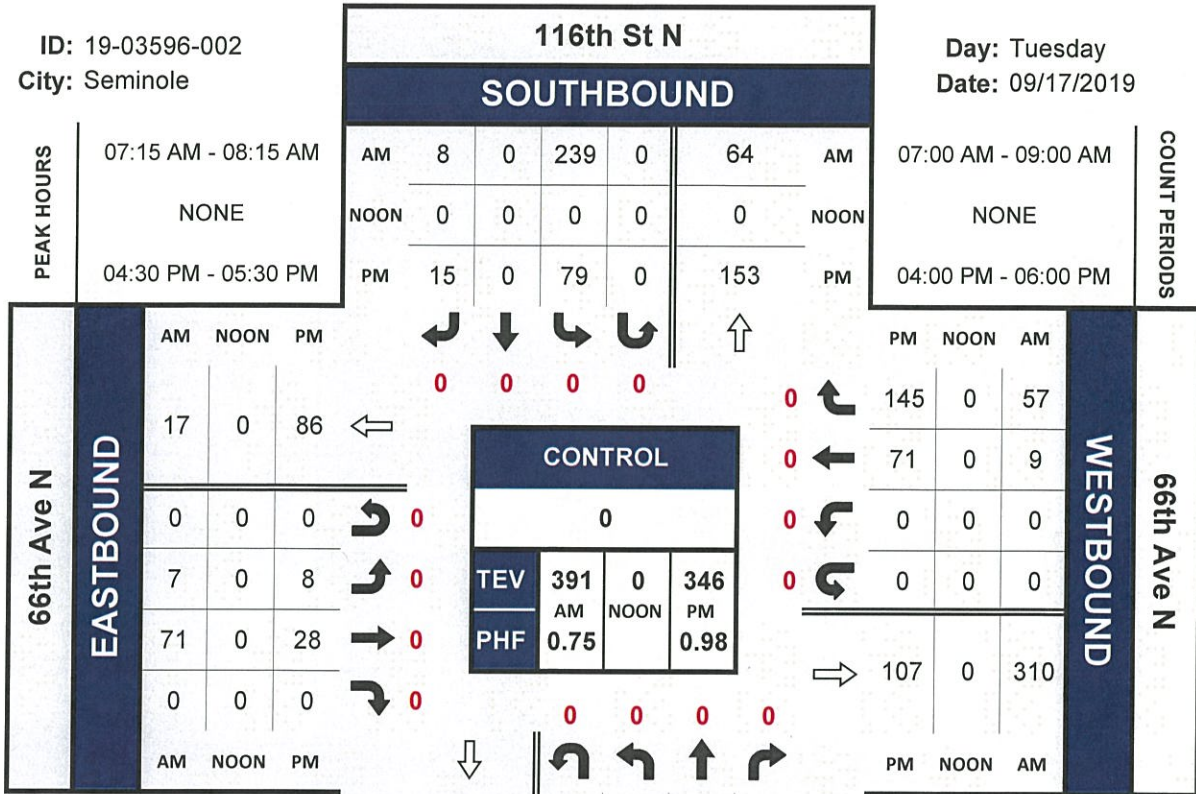 ID: 19-03596-002
City: Seminole
116th St N
SOUTHBOUND
Day: Tuesday
Date: 09/17/2019
PEAK HOURS
07:15 AM - 08:15 AM
NONE
04:30 PM - 05:30 PM
AM 8 0 239 0 64 AM
NOON 0 0 0 0 0 NOON
PM 15 0 79 0 153 PM
07:00 AM - 09:00 AM
NONE
04:00 PM - 06:00 PM
COUNT PERIODS
0 0 0 0
66th Ave N
EASTBOUND
AM NOON PM
17 0 86
0 0 0 0
7 0 8 0
71 0 28 0
0 0 0 0
AM NOON PM
CONTROL
0
TEV 391 0 346
AM NOON PM
PHF 0.75 0.98
PM NOON AM
0 145 0 57
0 71 0 9
0 0 0 0
0 0 0 0
107 0 310
PM NOON AM
WESTBOUND
66th Ave N
0 0 0 0